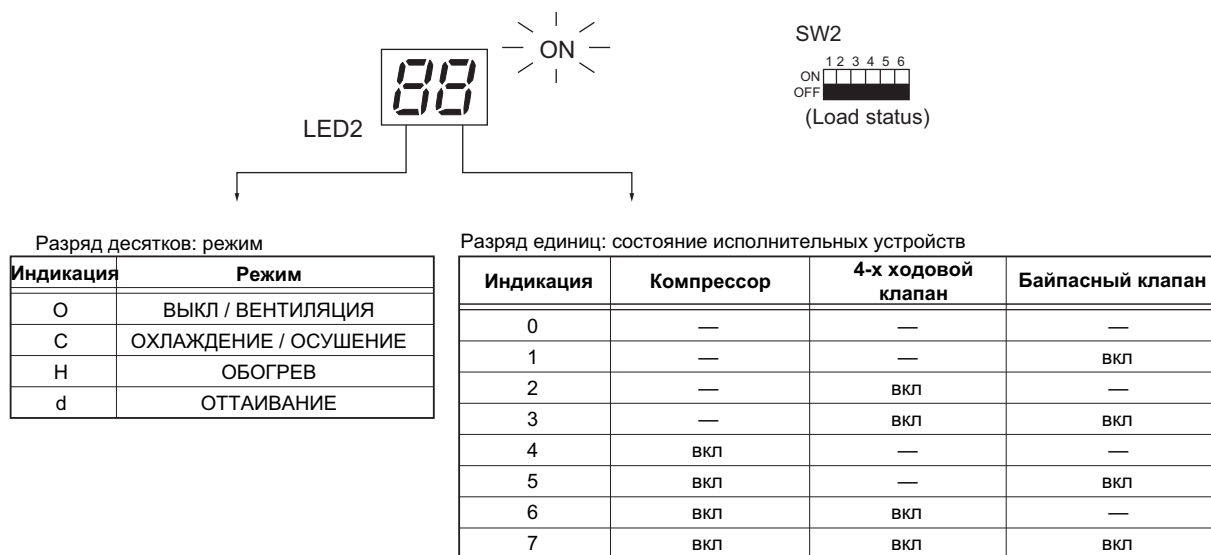 ON
SW2
1 2 3 4 5 6
ON
OFF
(Load status)
88
LED2
Разряд десятков: режим
Индикация Режим
O ВЫКЛ / ВЕНТИЛЯЦИЯ
C ОХЛАЖДЕНИЕ / ОСУШЕНИЕ
H ОБОГРЕВ
d ОТТАИВАНИЕ
Разряд единиц: состояние исполнительных устройств
Индикация Компрессор 4-х ходовой клапан Байпасный клапан
0 — — —
1 — — вкл
2 — вкл —
3 — вкл вкл
4 вкл — —
5 вкл — вкл
6 вкл вкл —
7 вкл вкл вкл